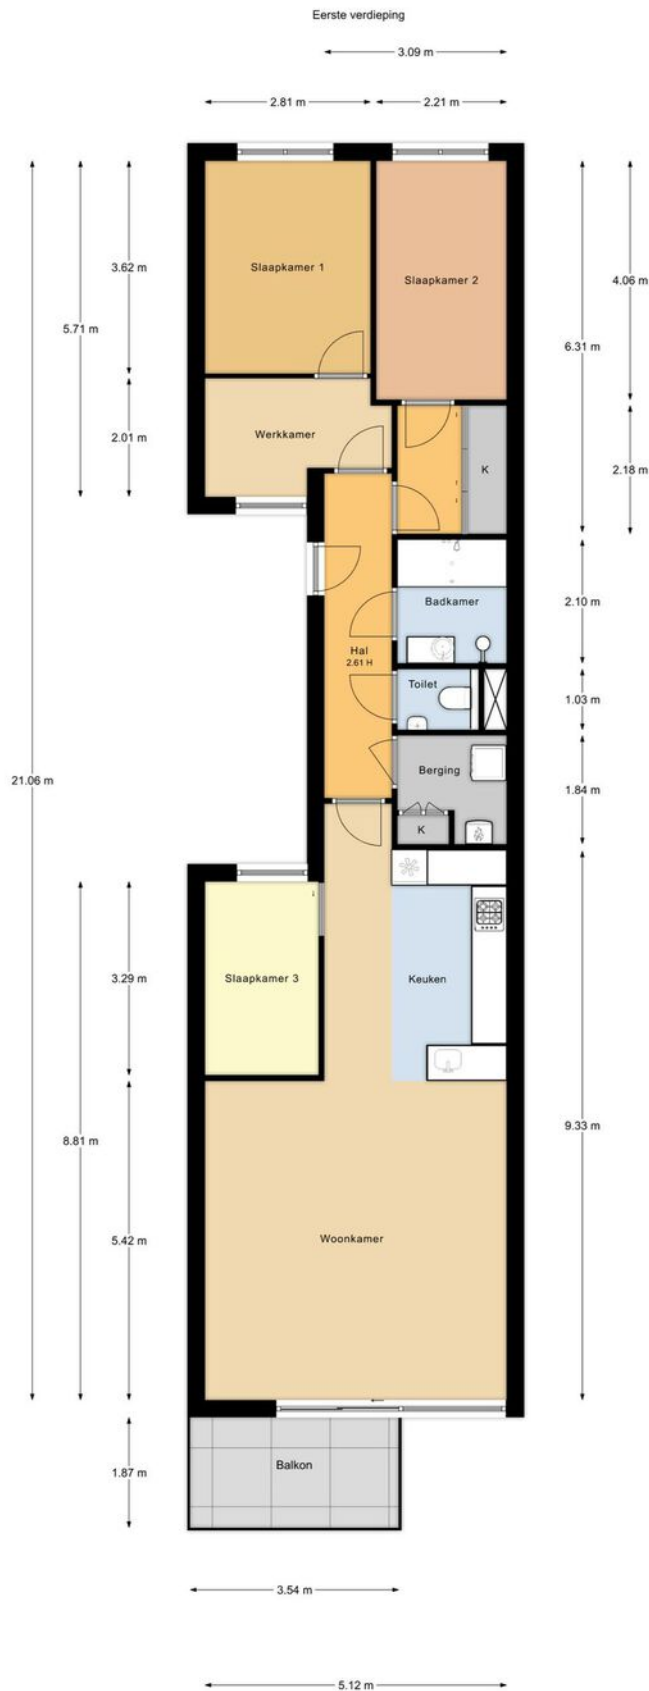 Eerste verdieping
3.09 m
2.81 m
2.21 m
Slaapkamer 1
3.62 m
Slaapkamer 2
4.06 m
5.71 m
6.31 m
Werkkamer
2.01 m
K
2.18 m
Badkamer
2.10 m
Hal
2.61 H
Toilet
1.03 m
Berging
21.06 m
1.84 m
K
Slaapkamer 3
3.29 m
Keuken
8.81 m
9.33 m
Woonkamer
5.42 m
Balkon
1.87 m
3.54 m
5.12 m